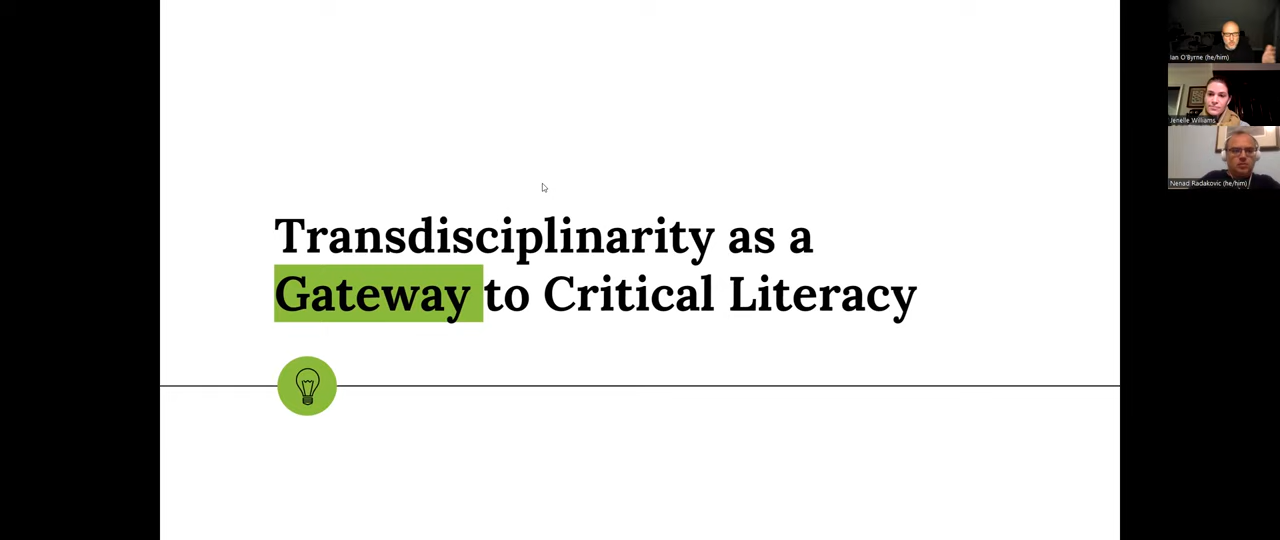 Transdisciplinarity as a
Gateway to Critical Literacy
Ian O'Byrne (he/him)
Jenelle Williams
Nenad Radakovic (he/him)